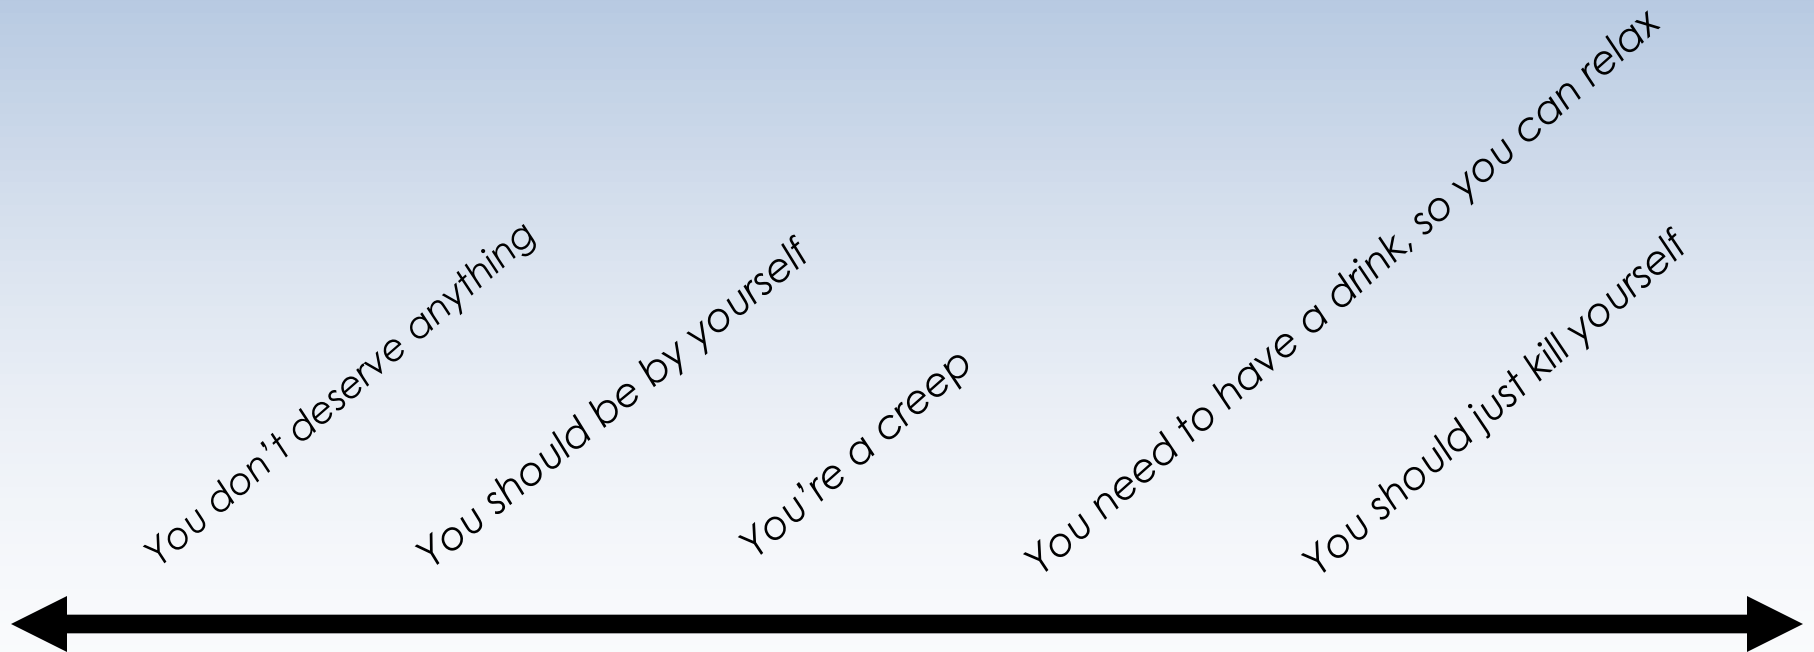 You don't deserve anything
You should be by yourself
You're a creep
You need to have a drink, so you can relax
You should just kill yourself